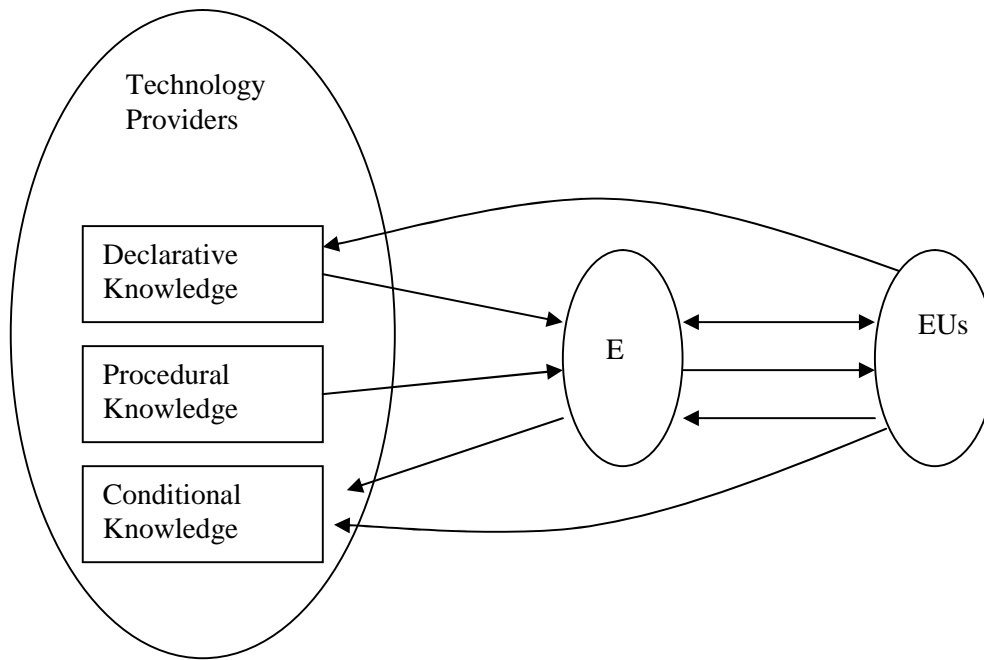 Technology
Providers
Declarative
Knowledge
Procedural
Knowledge
Conditional
Knowledge
E
EUs